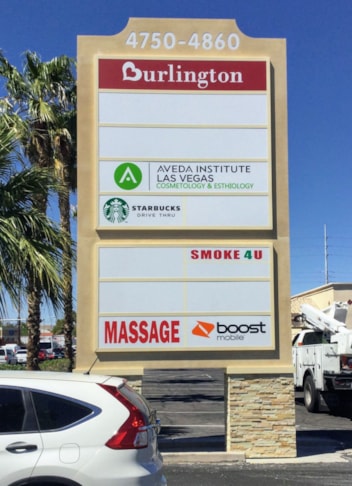 4750-4860
Burlington
AVEDA INSTITUTE
LAS VEGAS
COSMETOLOGY & ESTHIOLOGY
STARBUCKS
DRIVE THRU
SMOKE 4U
MASSAGE
boost
mobile